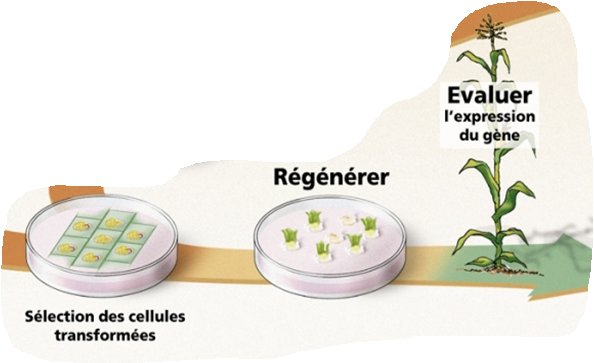 Evaluer
l'expression
du gène
Régénérer
Sélection des cellules
transformées